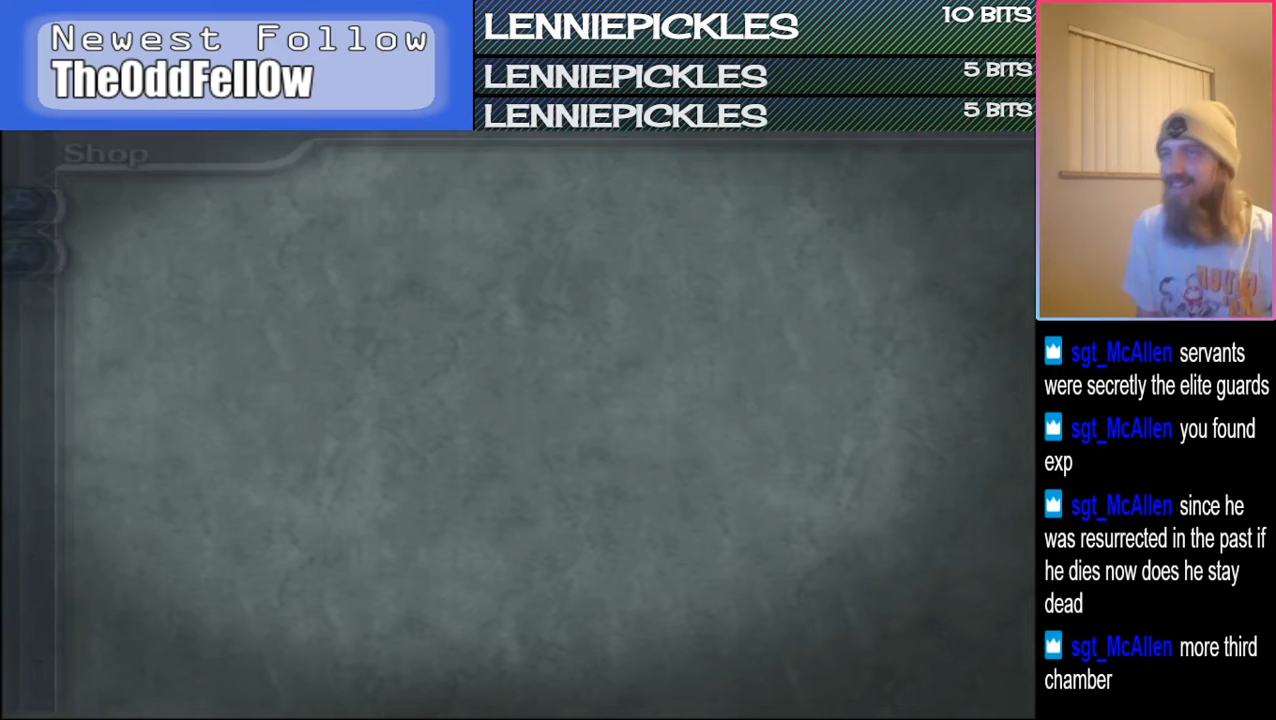 Newest Follow
TheOddFell0w
LENNIEPICKLES 10 BITS
LENNIEPICKLES 5 BITS
LENNIEPICKLES 5 BITS
Shop
sgt_McAllen servants
were secretly the elite guards
sgt_McAllen you found
exp
sgt_McAllen since he
was resurrected in the past if
he dies now does he stay
dead
sgt_McAllen more third
chamber